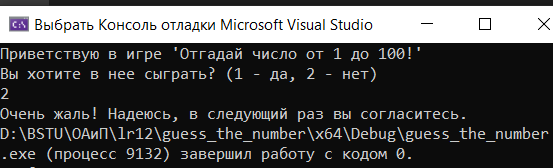 Выбрать Консоль отладки Microsoft Visual Studio
Приветствую в игре 'Отгадай число от 1 до 100!'
Вы хотите в нее сыграть? (1 - да, 2 - нет)
2
Очень жаль! Надеюсь, в следующий раз вы согласитесь.
D:\BSTU\ОАиП\lr12\guess_the_number\x64\Debug\guess_the_number
.exe (процесс 9132) завершил работу с кодом 0.